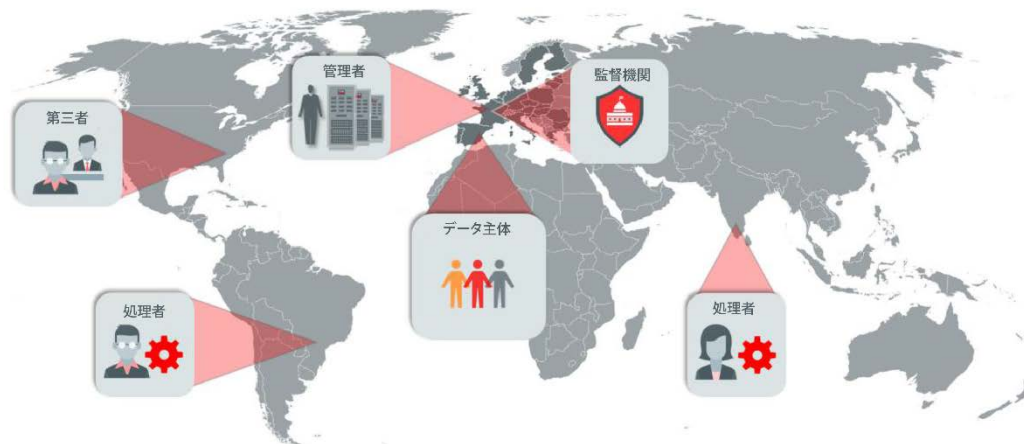 管理者
監督機関
第三者
データ主体
処理者
処理者